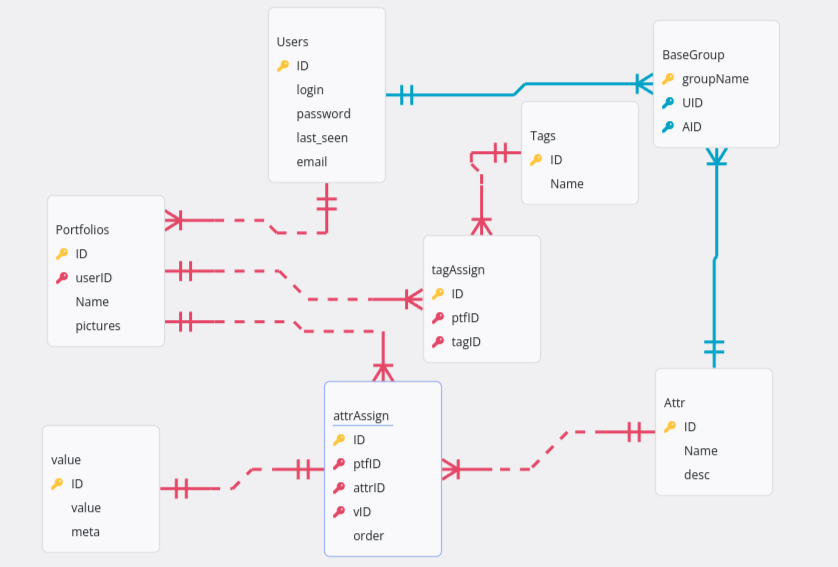 Users
ID
login
password
last_seen
email
BaseGroup
groupName
UID
AID
Tags
ID
Name
Portfolios
ID
userID
Name
pictures
tagAssign
ID
ptfID
tagID
attrAssign
ID
ptfID
attrID
vID
order
Attr
ID
Name
desc
value
ID
value
meta